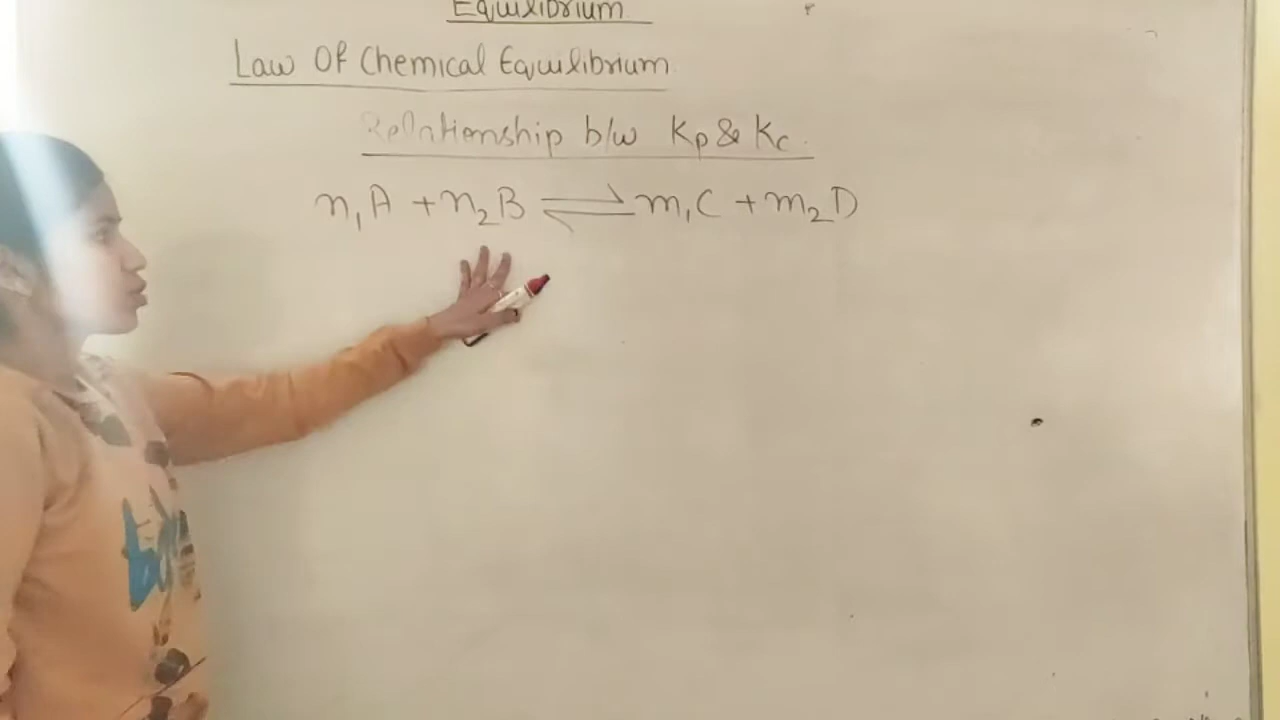 Equilibrium
Law Of Chemical Equilibrium
Relationship b/w Kp & Kc.
n₁A + n₂B ⇌ m₁C + m₂D